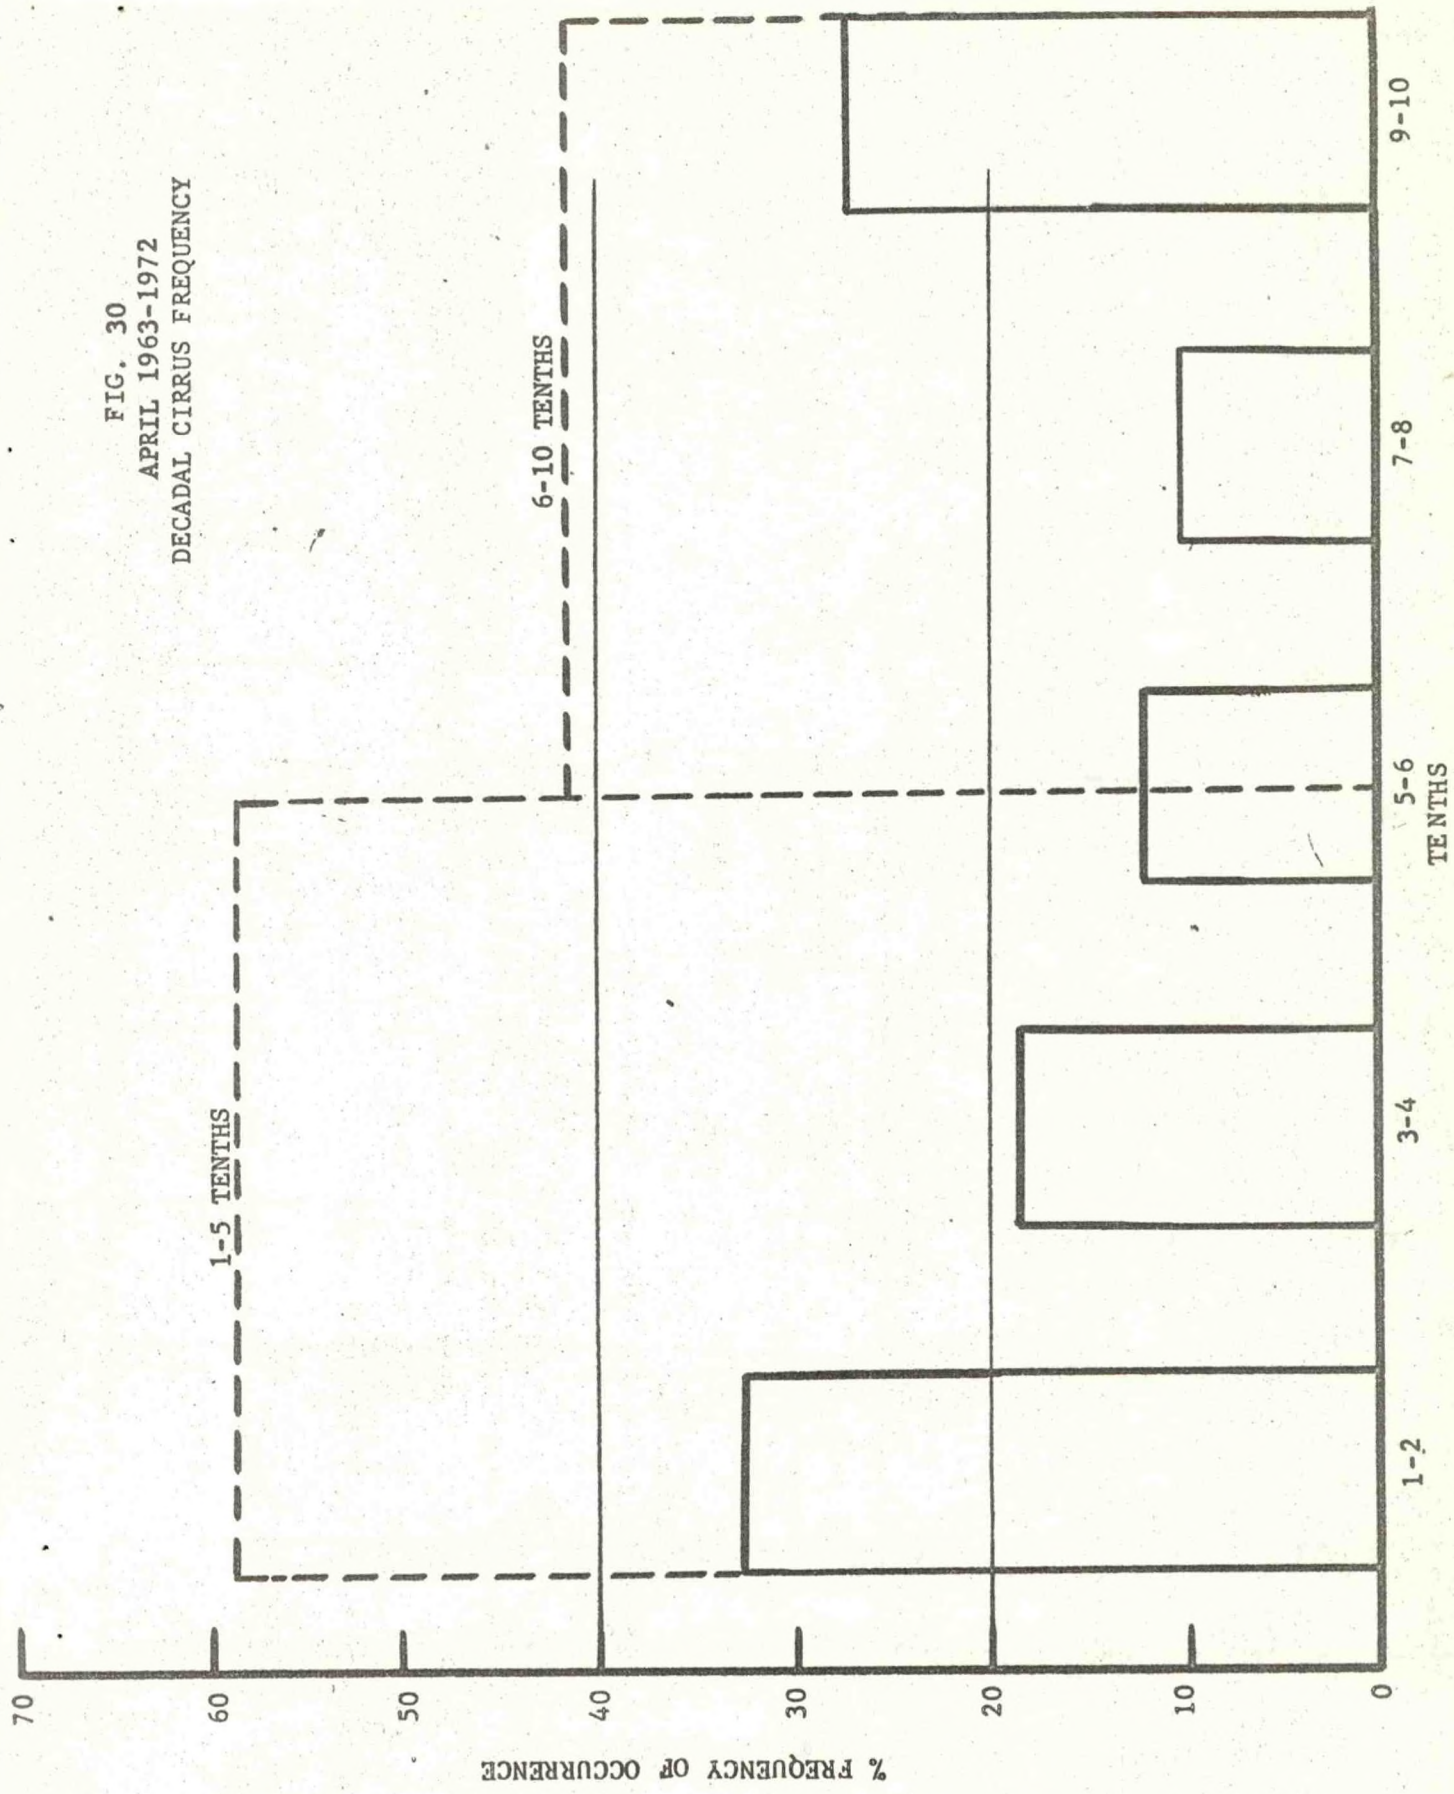 FIG. 30
APRIL 1963-1972
DECADAL CIRRUS FREQUENCY
1-5 TENTHS
6-10 TENTHS
70
60
50
40
30
20
10
0
% FREQUENCY OF OCCURRENCE
1-2
3-4
5-6
7-8
9-10
TENTHS